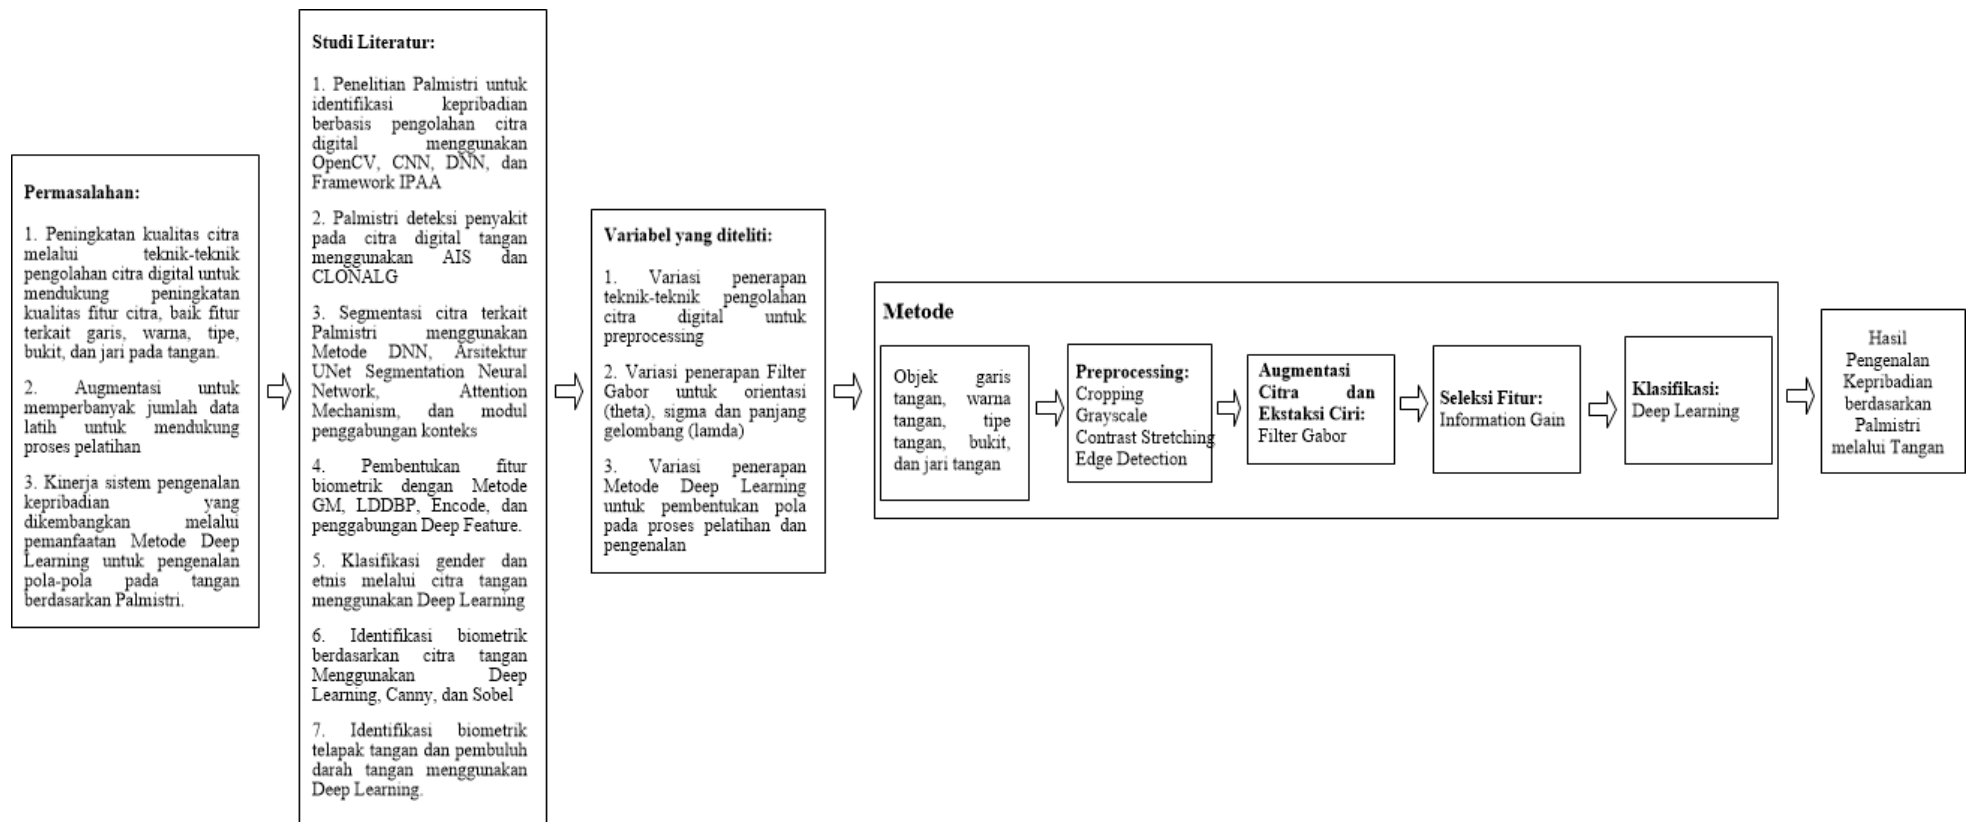 Permasalahan:
1. Peningkatan kualitas citra
melalui teknik-teknik
pengolahan citra digital untuk
mendukung peningkatan
kualitas fitur citra, baik fitur
terkait garis, warna, tipe,
bukit, dan jari pada tangan.
2. Augmentasi untuk
memperbanyak jumlah data
latih untuk mendukung
proses pelatihan
3. Kinerja sistem pengenalan
kepribadian yang
dikembangkan melalui
pemanfaatan Metode Deep
Learning untuk pengenalan
pola-pola pada tangan
berdasarkan Palmistri.
Studi Literatur:
1. Penelitian Palmistri untuk
identifikasi kepribadian
berbasis pengolahan citra
digital menggunakan
OpenCV, CNN, DNN, dan
Framework IPAA
2. Palmistri deteksi penyakit
pada citra digital tangan
menggunakan AIS dan
CLONALG
3. Segmentasi citra terkait
Palmistri menggunakan
Metode DNN, Arsitektur
UNet Segmentation Neural
Network, Attention
Mechanism, dan modul
penggabungan konteks
4. Pembentukan fitur
biometrik dengan Metode
GM, LDDBP, Encode, dan
penggabungan Deep Feature.
5. Klasifikasi gender dan
etnis melalui citra tangan
menggunakan Deep Learning
6. Identifikasi biometrik
berdasarkan citra tangan
Menggunakan Deep
Learning, Canny, dan Sobel
7. Identifikasi biometrik
telapak tangan dan pembuluh
darah tangan menggunakan
Deep Learning.
Variabel yang diteliti:
1. Variasi penerapan
teknik-teknik pengolahan
citra digital untuk
preprocessing
2. Variasi penerapan Filter
Gabor untuk orientasi
(theta), sigma dan panjang
gelombang (lamda)
3. Variasi penerapan
Metode Deep Learning
untuk pembentukan pola
pada proses pelatihan dan
pengenalan
Metode
Objek garis
tangan, warna
tangan, tipe
tangan, bukit,
dan jari tangan
Preprocessing:
Cropping
Grayscale
Contrast Stretching
Edge Detection
Augmentasi
Citra dan
Ekstaksi Ciri:
Filter Gabor
Seleksi Fitur:
Information Gain
Klasifikasi:
Deep Learning
Hasil
Pengenalan
Kepribadian
berdasarkan
Palmistri
melalui Tangan